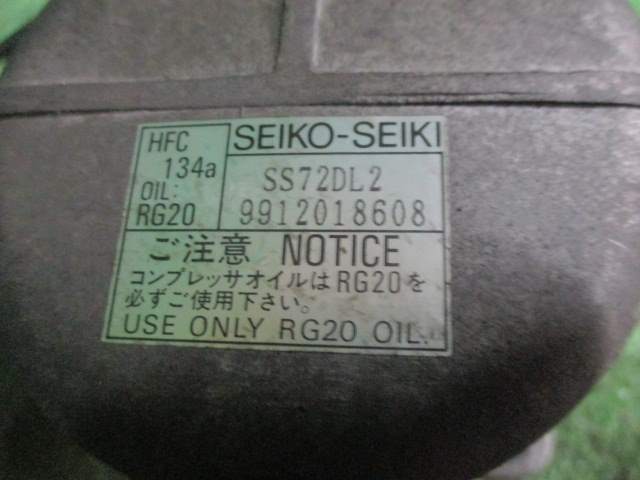 HFC
134a
OIL:
RG20
SEIKO-SEIKI
SS72DL2
9912018608
ご注意 NOTICE
コンプレッサオイルはRG20を
必ずご使用下さい。
USE ONLY RG20 OIL.